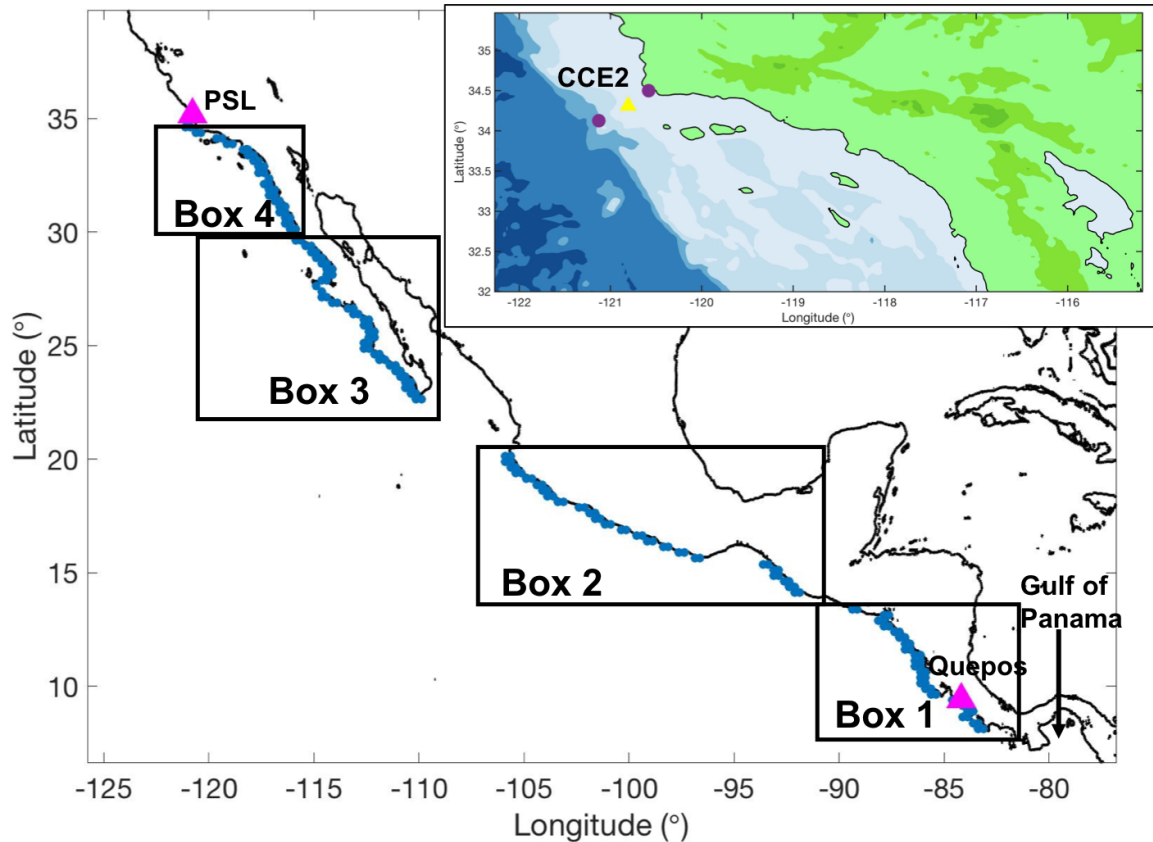 35
34.5
34
33.5
33
32.5
32
Latitude (°)
CCE2
-122
-121
-120
-119
-118
-117
-116
Longitude (°)
35
30
25
20
15
10
Latitude (°)
PSL
Box 4
Box 3
Box 2
Gulf of
Panama
Quepos
Box 1
-125
-120
-115
-110
-105
-100
-95
-90
-85
-80
Longitude (°)